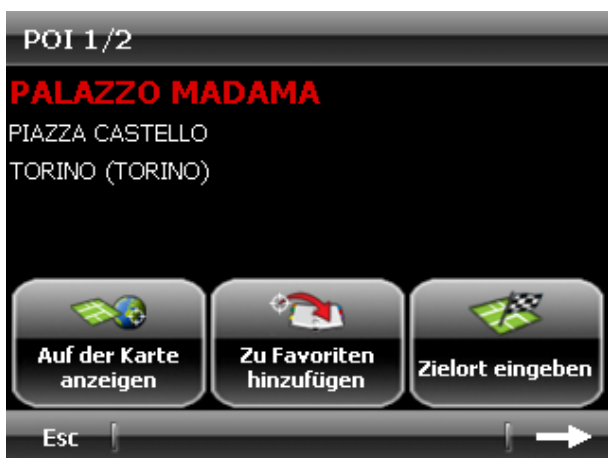 POI 1/2
PALAZZO MADAMA
PIAZZA CASTELLO
TORINO (TORINO)
Auf der Karte
anzeigen
Zu Favoriten
hinzufügen
Zielort eingeben
Esc